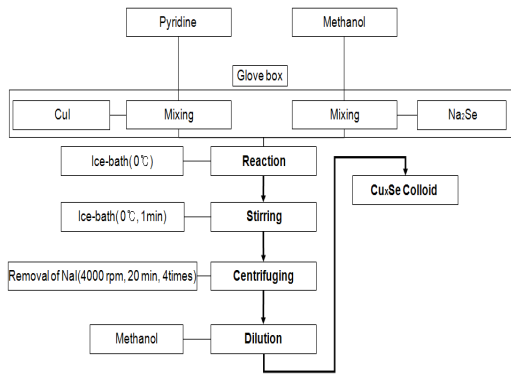 Pyridine
Methanol
Glove box
CuI
Mixing
Mixing
Na₂Se
Ice-bath(0℃)
Reaction
CuxSe Colloid
Ice-bath(0℃, 1min)
Stirring
Removal of NaI(4000 rpm, 20 min, 4times)
Centrifuging
Methanol
Dilution